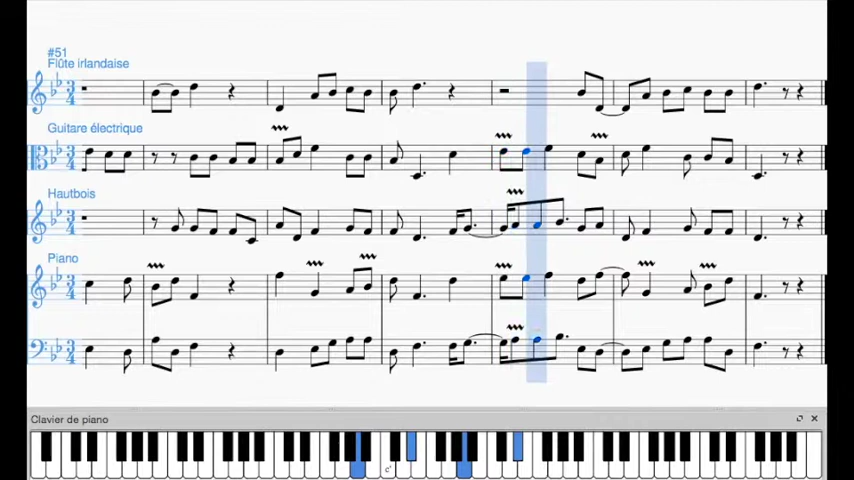 #51
Flûte irlandaise
Guitare électrique
Hautbois
Piano
Clavier de piano
c'